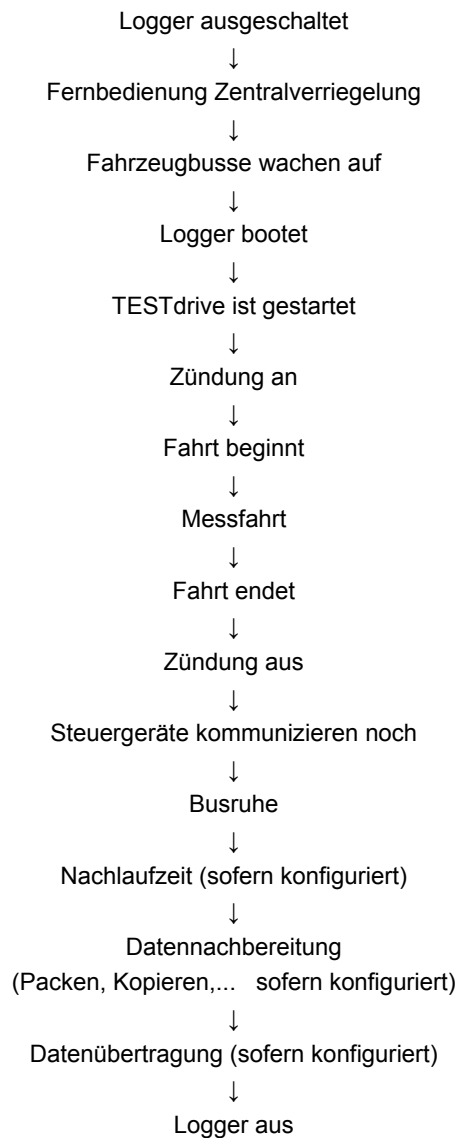 Logger ausgeschaltet
↓
Fernbedienung Zentralverriegelung
↓
Fahrzeugbusse wachen auf
↓
Logger bootet
↓
TESTdrive ist gestartet
↓
Zündung an
↓
Fahrt beginnt
↓
Messfahrt
↓
Fahrt endet
↓
Zündung aus
↓
Steuergeräte kommunizieren noch
↓
Busruhe
↓
Nachlaufzeit (sofern konfiguriert)
↓
Datennachbereitung
(Packen, Kopieren,... sofern konfiguriert)
↓
Datenübertragung (sofern konfiguriert)
↓
Logger aus